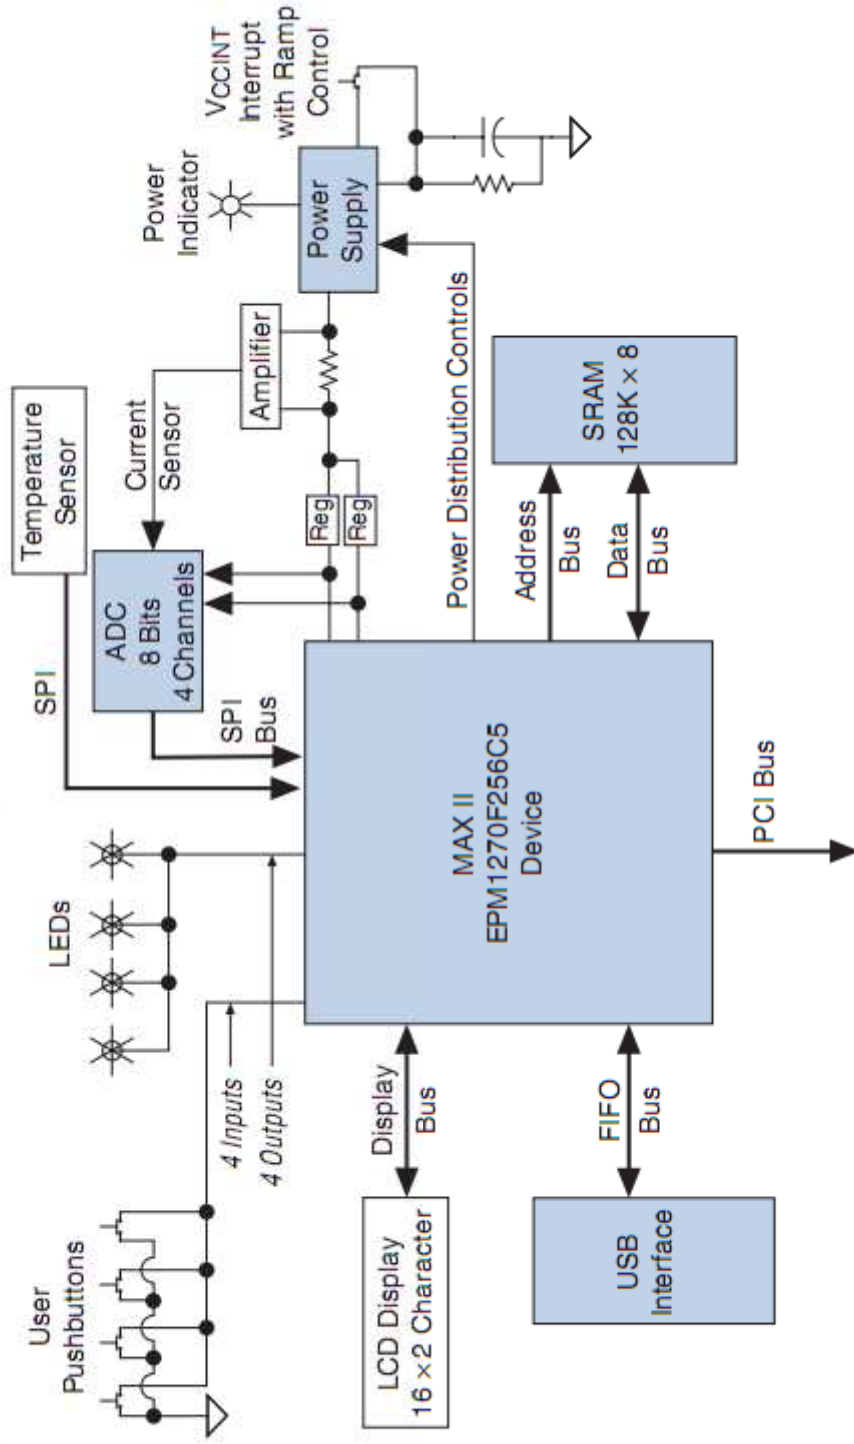 User
Pushbuttons
LEDs
SPI
Temperature
Sensor
Power
Indicator
VCCINT
Interrupt
with Ramp
Control
ADC
8 Bits
4 Channels
Current
Sensor
Amplifier
Power
Supply
SPI
Bus
Reg
Reg
4 Inputs
4 Outputs
Power Distribution Controls
LCD Display
16 × 2 Character
Display
Bus
MAX II
EPM1270F256C5
Device
Address
Bus
Data
Bus
SRAM
128K × 8
USB
Interface
FIFO
Bus
PCI Bus